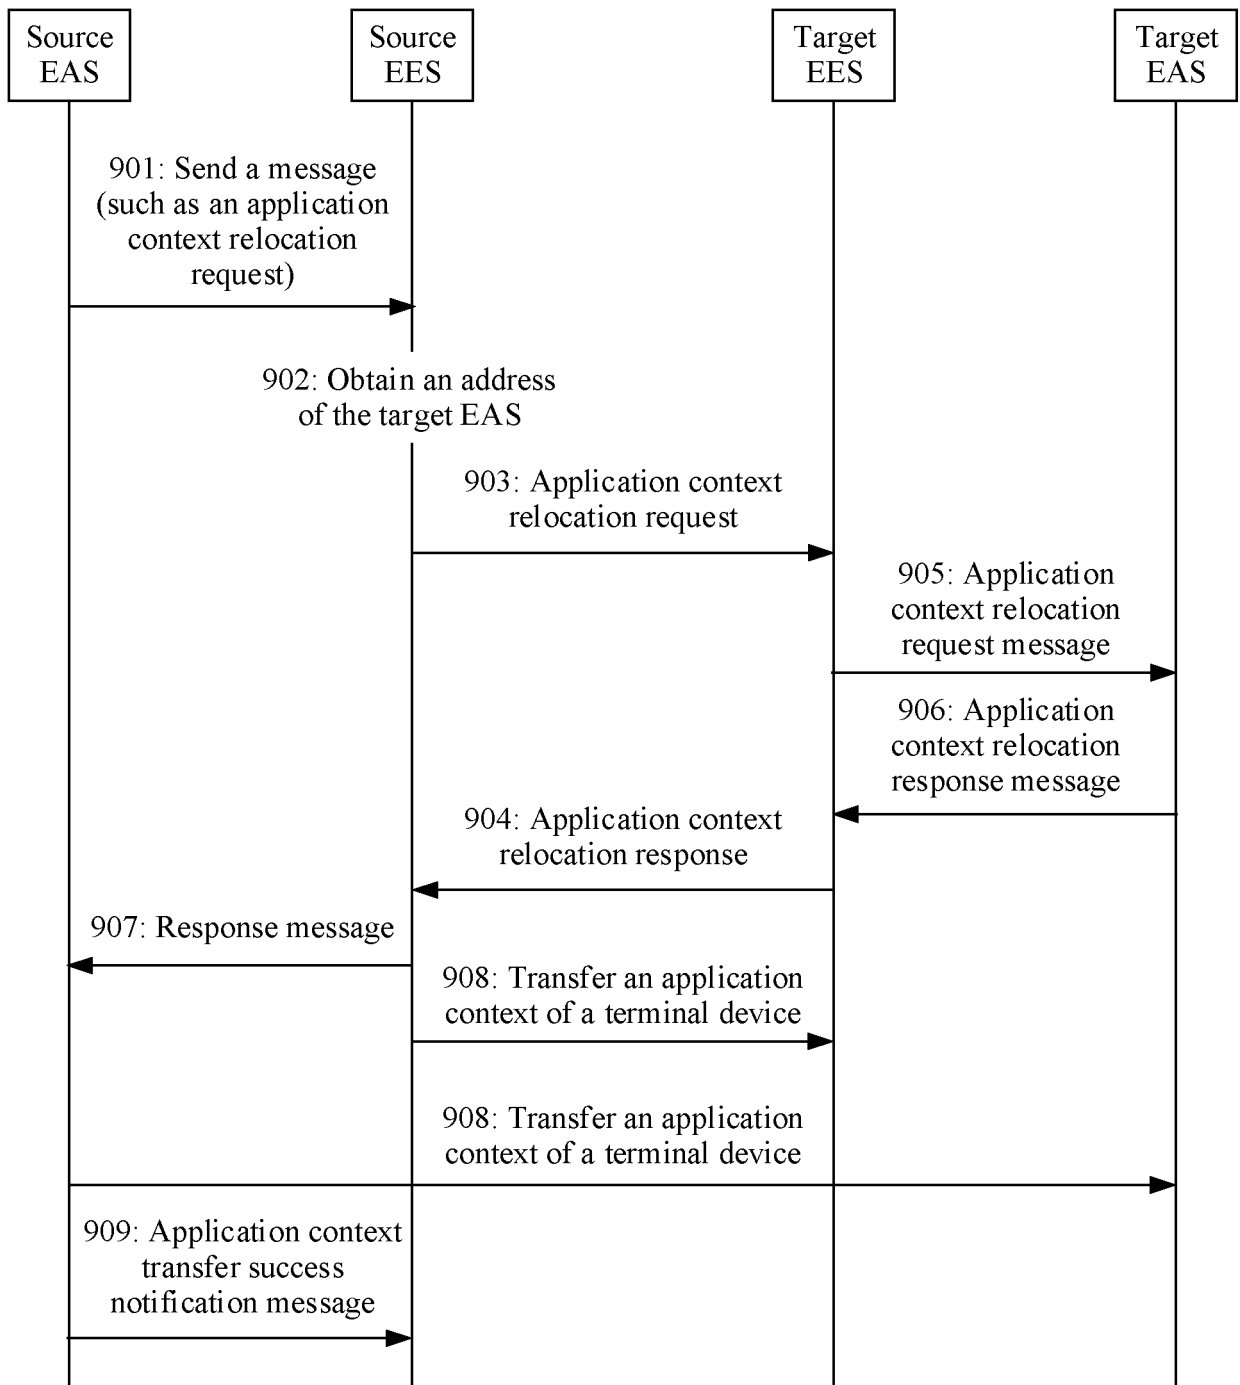 Source
EAS
Source
EES
Target
EES
Target
EAS
901: Send a message
(such as an application
context relocation
request)
902: Obtain an address
of the target EAS
903: Application context
relocation request
905: Application
context relocation
request message
906: Application
context relocation
response message
904: Application context
relocation response
907: Response message
908: Transfer an application
context of a terminal device
908: Transfer an application
context of a terminal device
909: Application context
transfer success
notification message